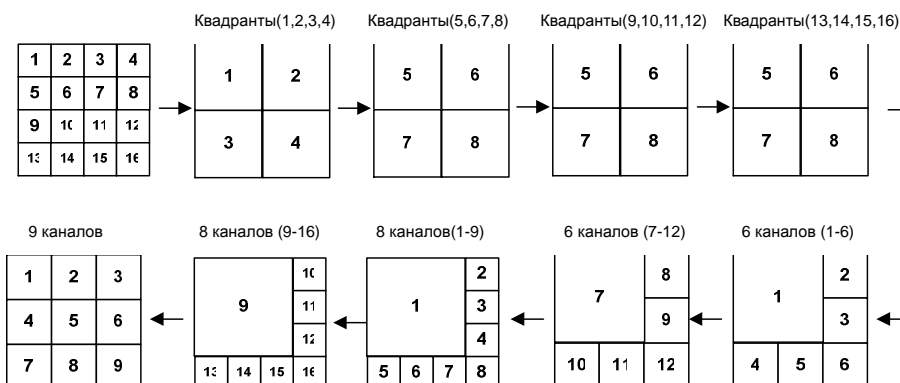 Квадранты(1,2,3,4)
Квадранты(5,6,7,8)
Квадранты(9,10,11,12)
Квадранты(13,14,15,16)
1 2 3 4
5 6 7 8
9 10 11 12
13 14 15 16
1 2
3 4
5 6
7 8
5 6
7 8
5 6
7 8
9 каналов
8 каналов (9-16)
8 каналов(1-9)
6 каналов (7-12)
6 каналов (1-6)
1 2 3
4 5 6
7 8 9
9 10
11
12
13 14 15 16
1 2
3
4
5 6 7 8
7 8
9
10 11 12
1 2
3
4 5 6